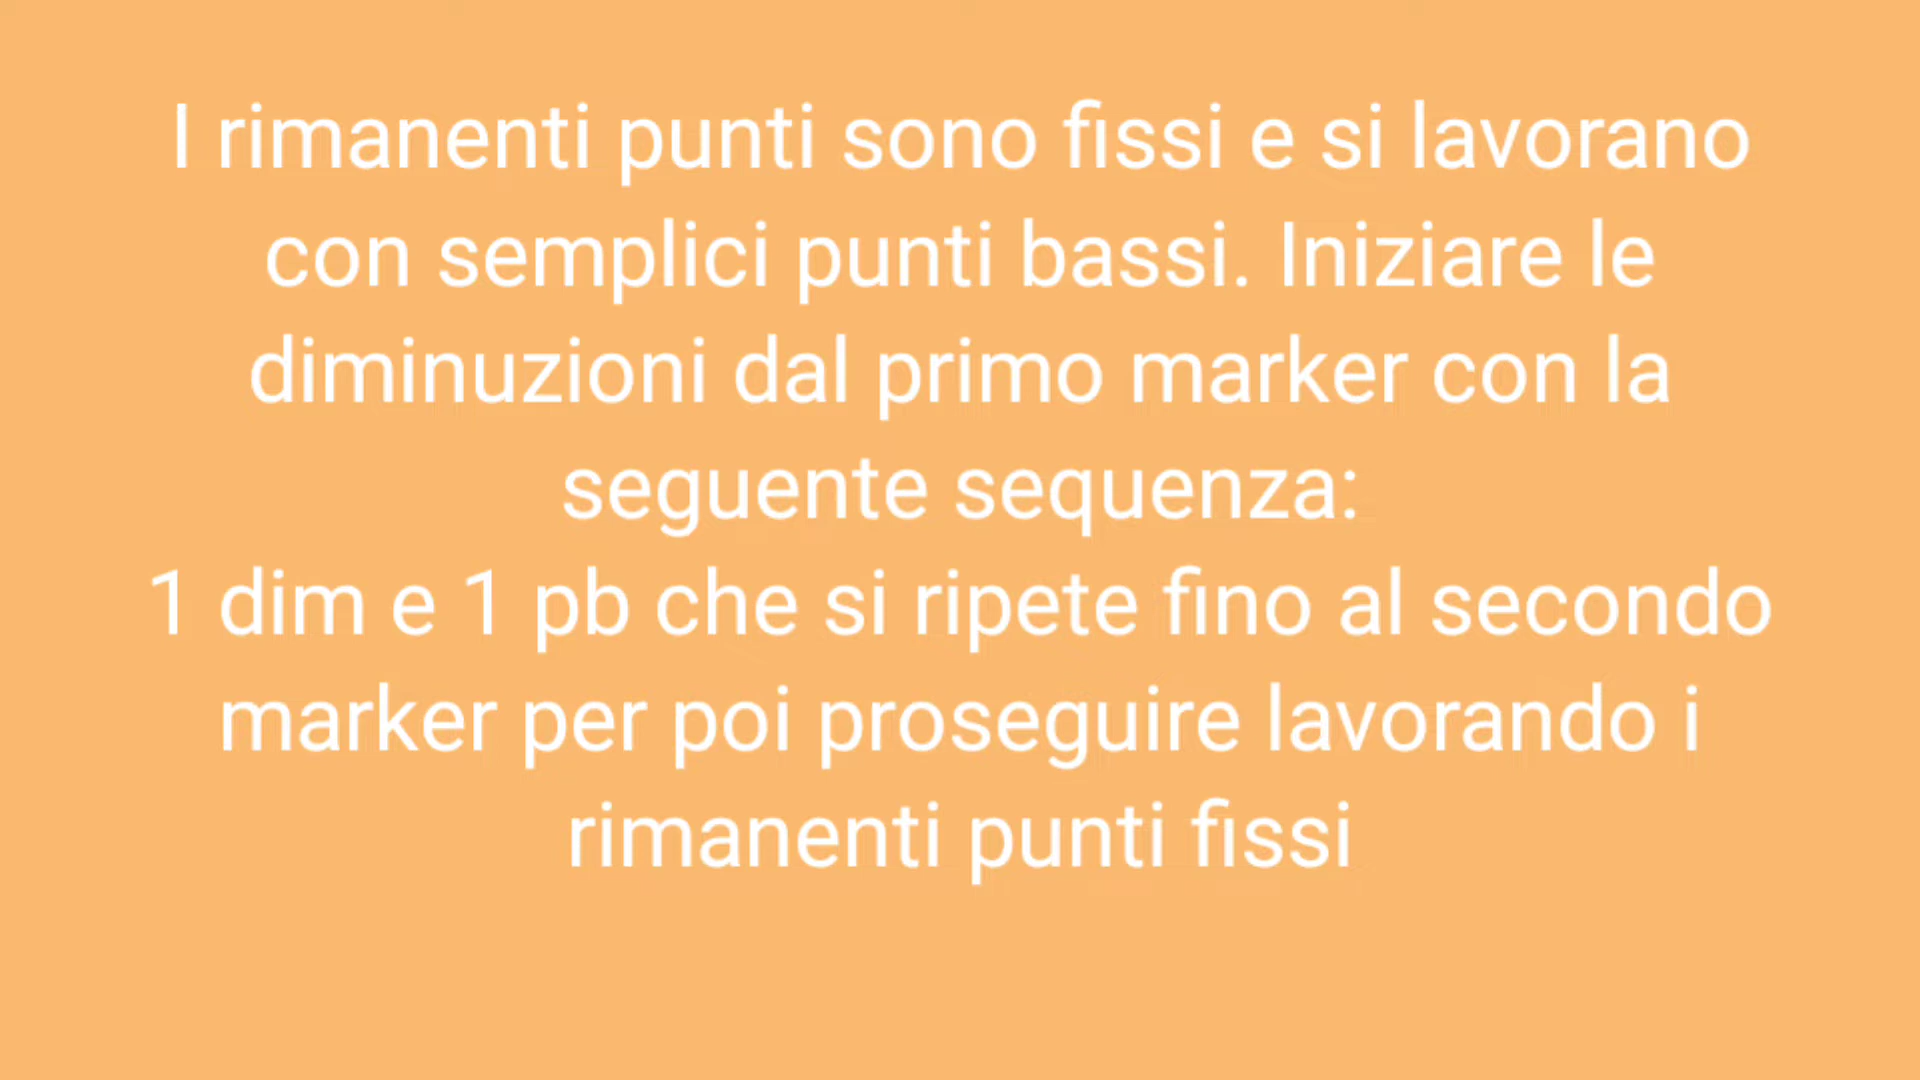 I rimanenti punti sono fissi e si lavorano
con semplici punti bassi. Iniziare le
diminuzioni dal primo marker con la
seguente sequenza:
1 dim e 1 pb che si ripete fino al secondo
marker per poi proseguire lavorando i
rimanenti punti fissi